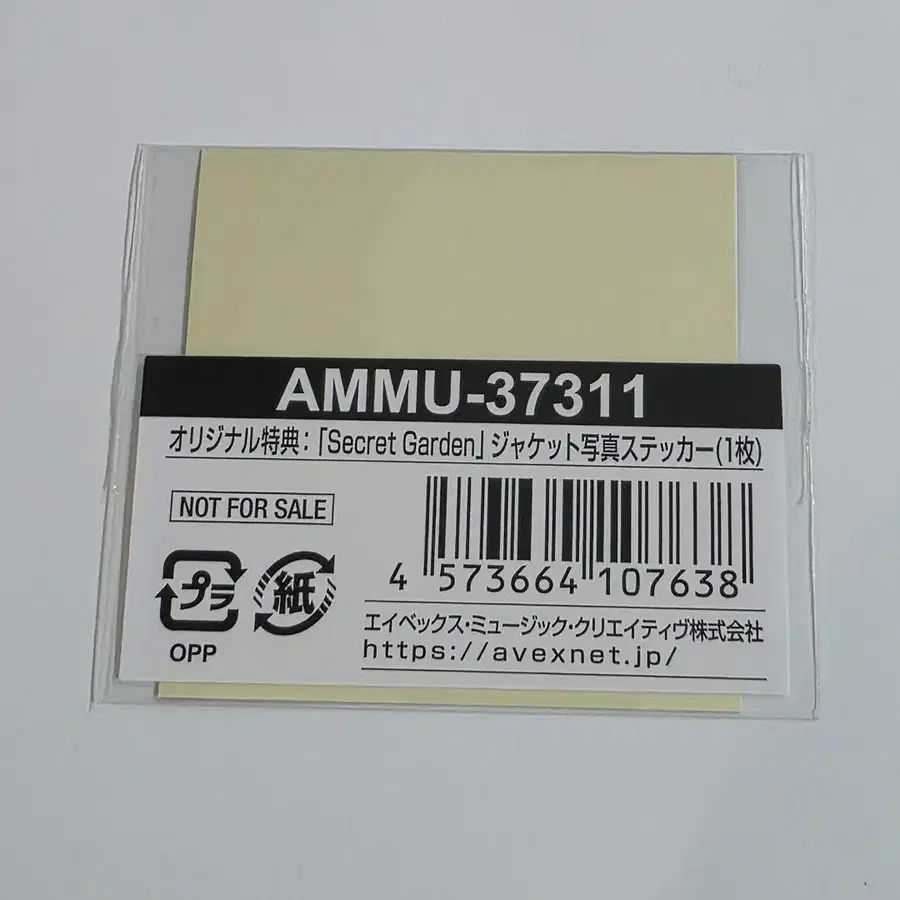 AMMU-37311
オリジナル特典:「Secret Garden」ジャケット写真ステッカー(1枚)
NOT FOR SALE
プラ
紙
OPP
4 573664 107638
エイベックス・ミュージック・クリエイティヴ株式会社
https://avexnet.jp/